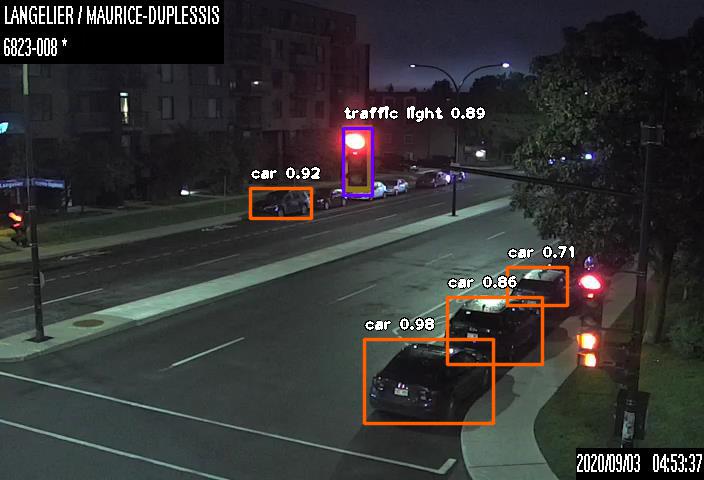 LANGELIER / MAURICE-DUPLESSIS
6823-008 *
traffic light 0.89
car 0.92
car 0.71
car 0.86
car 0.98
Langelier
2020/09/03 04:53:37